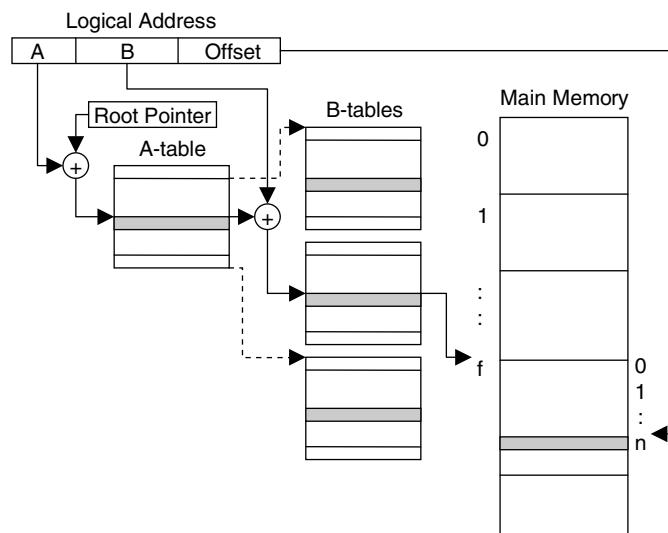 Logical Address
A B Offset
Root Pointer
A-table
B-tables
Main Memory
+
+
0
1
:
:
f
0
1
:
n